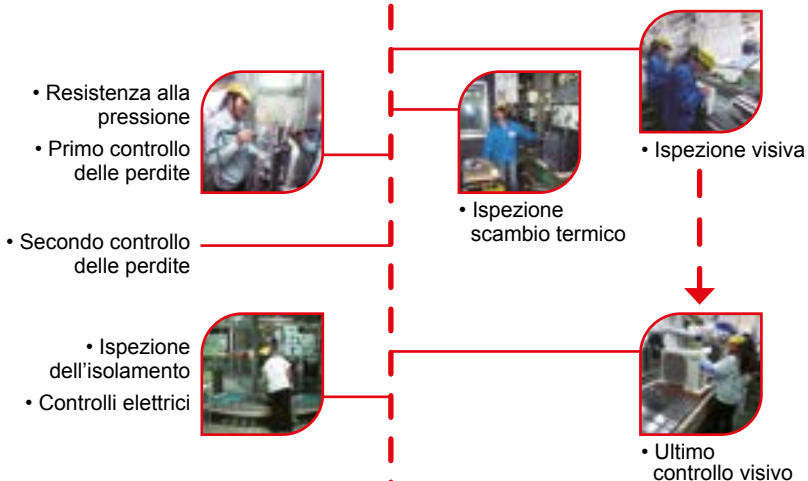 • Resistenza alla
pressione
• Primo controllo
delle perdite
• Secondo controllo
delle perdite
• Ispezione
dell'isolamento
• Controlli elettrici
• Ispezione
scambio termico
• Ispezione visiva
• Ultimo
controllo visivo